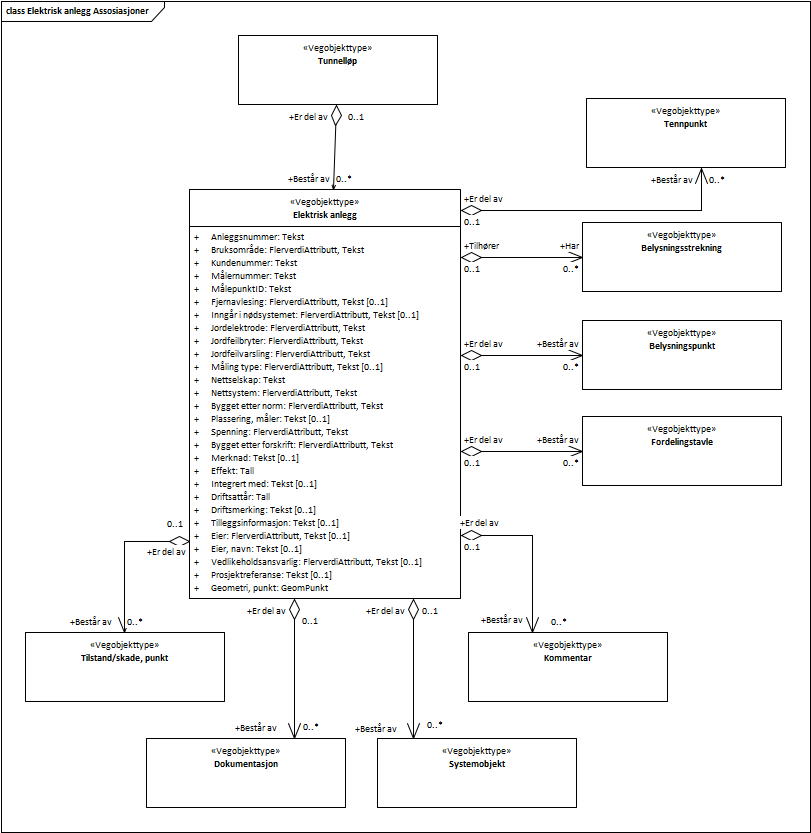 class Elektrisk anlegg Assosiasjoner
«Vegobjekttype»
Tunnelløp
+Er del av
0..1
+Består av
0..*
«Vegobjekttype»
Tennpunkt
+Består av
0..*
«Vegobjekttype»
Elektrisk anlegg
+ Anleggsnummer: Tekst
+ Bruksområde: FlerverdiAttributt, Tekst
+ Kundenummer: Tekst
+ Målernummer: Tekst
+ MålepunktID: Tekst
+ Fjernavlesing: FlerverdiAttributt, Tekst [0..1]
+ Inngår i nødsystemet: FlerverdiAttributt, Tekst [0..1]
+ Jordelektrode: FlerverdiAttributt, Tekst
+ Jordfeilbryter: FlerverdiAttributt, Tekst
+ Jordfeilvarsling: FlerverdiAttributt, Tekst
+ Måling type: FlerverdiAttributt, Tekst [0..1]
+ Nettselskap: Tekst
+ Nettsystem: FlerverdiAttributt, Tekst
+ Bygget etter norm: FlerverdiAttributt, Tekst
+ Plassering, måler: Tekst [0..1]
+ Spenning: FlerverdiAttributt, Tekst
+ Bygget etter forskrift: FlerverdiAttributt, Tekst
+ Merknad: Tekst [0..1]
+ Effekt: Tall
+ Integrert med: Tekst [0..1]
+ Driftsattår: Tall
+ Driftsmerking: Tekst [0..1]
+ Tilleggsinformasjon: Tekst [0..1]
+ Eier: FlerverdiAttributt, Tekst [0..1]
+ Eier, navn: Tekst [0..1]
+ Vedlikeholdsansvarlig: FlerverdiAttributt, Tekst [0..1]
+ Prosjektreferanse: Tekst [0..1]
+ Geometri, punkt: GeomPunkt
+Er del av
0..1
+Tilhører
0..1
+Har
0..*
«Vegobjekttype»
Belysningsstrekning
+Er del av
0..1
+Består av
0..*
«Vegobjekttype»
Belysningspunkt
+Er del av
0..1
+Består av
0..*
«Vegobjekttype»
Fordelingstavle
+Er del av
0..1
+Består av
0..*
«Vegobjekttype»
Kommentar
0..1
+Er del av
+Består av
0..*
«Vegobjekttype»
Tilstand/skade, punkt
+Er del av
0..1
+Består av
0..*
«Vegobjekttype»
Dokumentasjon
+Er del av
0..1
+Består av
0..*
«Vegobjekttype»
Systemobjekt